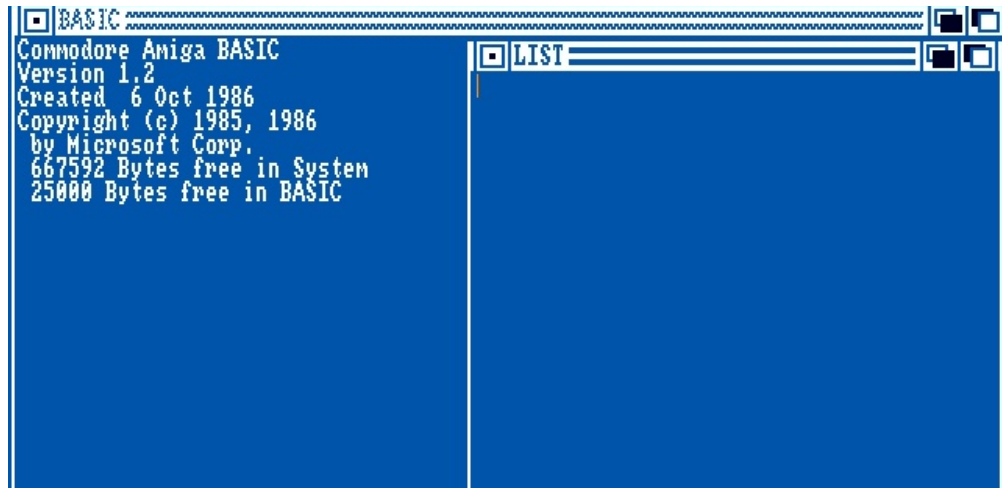 BASIC
Commodore Amiga BASIC
Version 1.2
Created  6 Oct 1986
Copyright (c) 1985, 1986
by Microsoft Corp.
667592 Bytes free in System
25000 Bytes free in BASIC
LIST